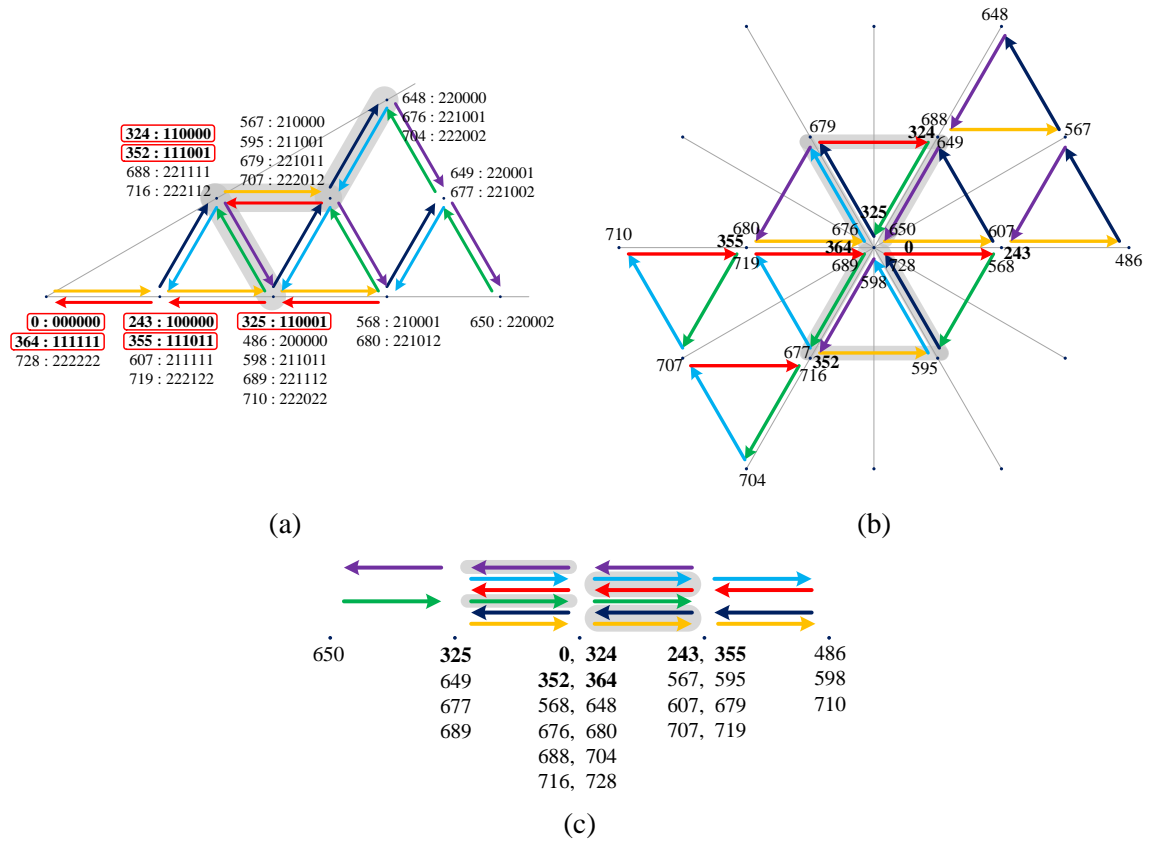 324 : 110000
352 : 111001
688 : 221111
716 : 222112
567 : 210000
595 : 211001
679 : 221011
707 : 222012
648 : 220000
676 : 221001
704 : 222002
649 : 220001
677 : 221002
0 : 000000
364 : 111111
728 : 222222
243 : 100000
355 : 111011
607 : 211111
719 : 222122
325 : 110001
486 : 200000
598 : 211011
689 : 221112
710 : 222022
568 : 210001
680 : 221012
650 : 220002
(a)
648
679
688
324
649
567
325
680
676
650
607
710
355
364
0
243
719
689
728
568
486
598
707
677
352
716
595
704
(b)
650
325
0, 324
243, 355
486
649
352, 364
567, 595
598
677
568, 648
607, 679
710
689
676, 680
707, 719
688, 704
716, 728
(c)